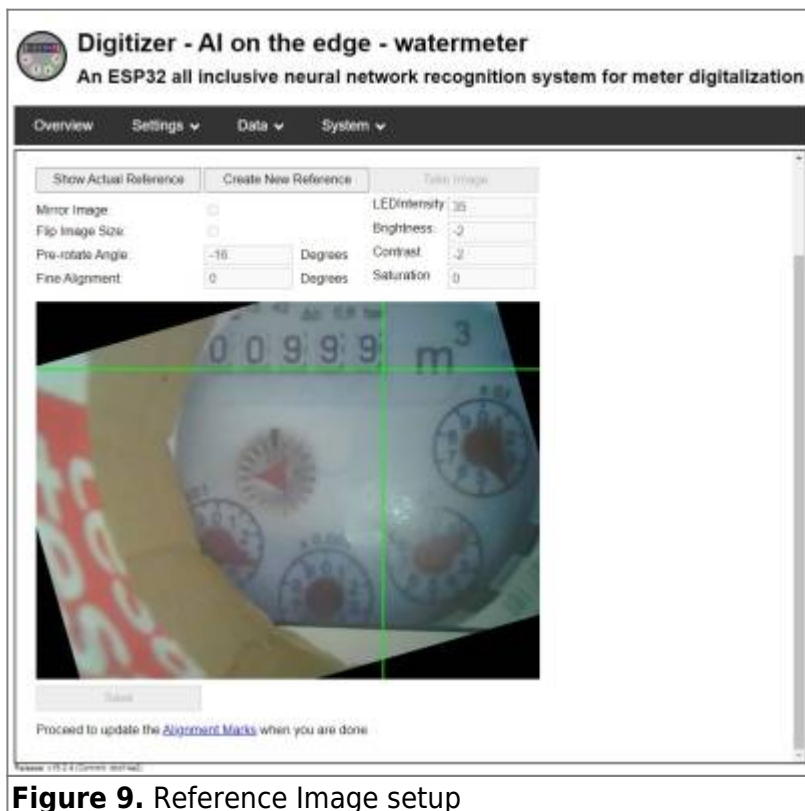 Digitizer - AI on the edge - watermeter
An ESP32 all inclusive neural network recognition system for meter digitalization
Overview Settings Data System
Show Actual Reference Create New Reference Take Image
Mirror Image: LEDIntensity 35
Flip Image Size: Brightness: -2
Pre-rotate Angle: -16 Degrees Contrast -2
Fine Alignment: 0 Degrees Saturation 0
0 0 9 9 9 m³
Save
Proceed to update the Alignment Marks when you are done
Figure 9. Reference Image setup